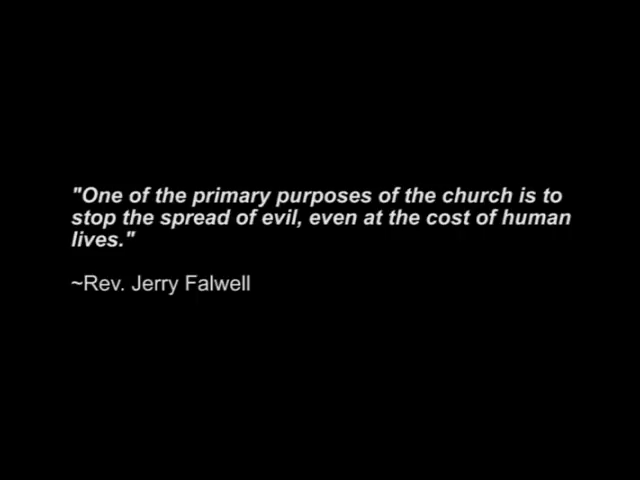 "One of the primary purposes of the church is to
stop the spread of evil, even at the cost of human
lives."
~Rev. Jerry Falwell